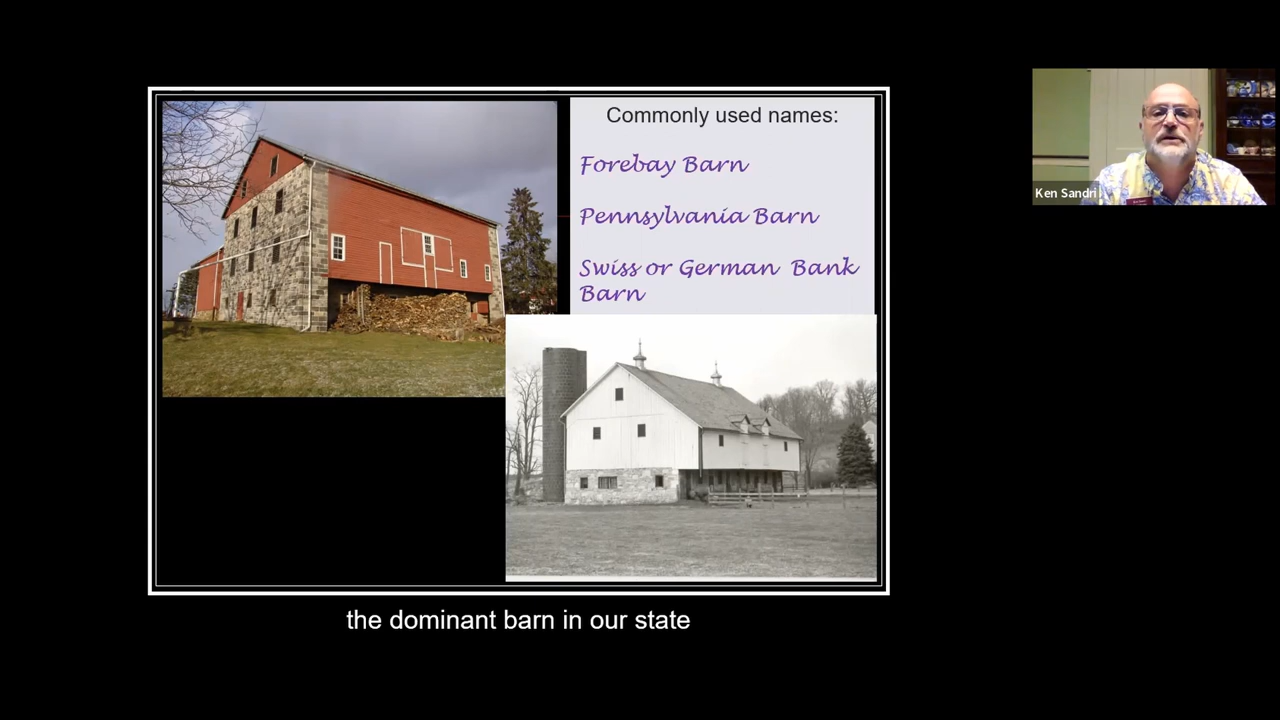 Commonly used names:
Forebay Barn
Pennsylvania Barn
Swiss or German Bank
Barn
Ken Sandri
the dominant barn in our state